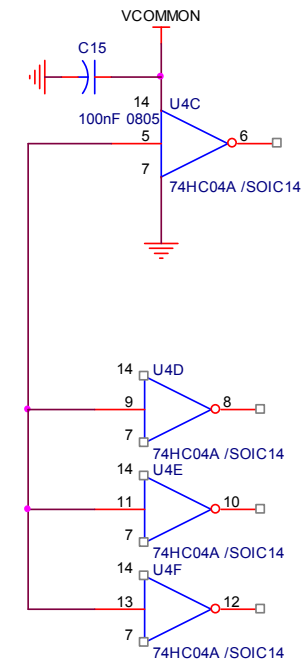 VCOMMON
C15
14 U4C
100nF 0805
5 6
7
74HC04A /SOIC14
14 U4D
9 8
7
74HC04A /SOIC14
14 U4E
11 10
7
74HC04A /SOIC14
14 U4F
13 12
7
74HC04A /SOIC14